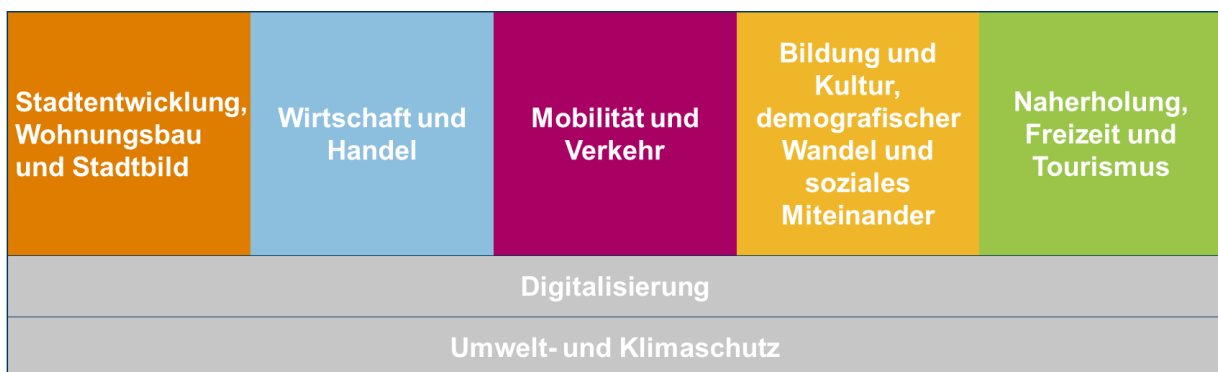 Stadtentwicklung,
Wohnungsbau
und Stadtbild
Wirtschaft und
Handel
Mobilität und
Verkehr
Bildung und
Kultur,
demografischer
Wandel und
soziales
Miteinander
Naherholung,
Freizeit und
Tourismus
Digitalisierung
Umwelt- und Klimaschutz